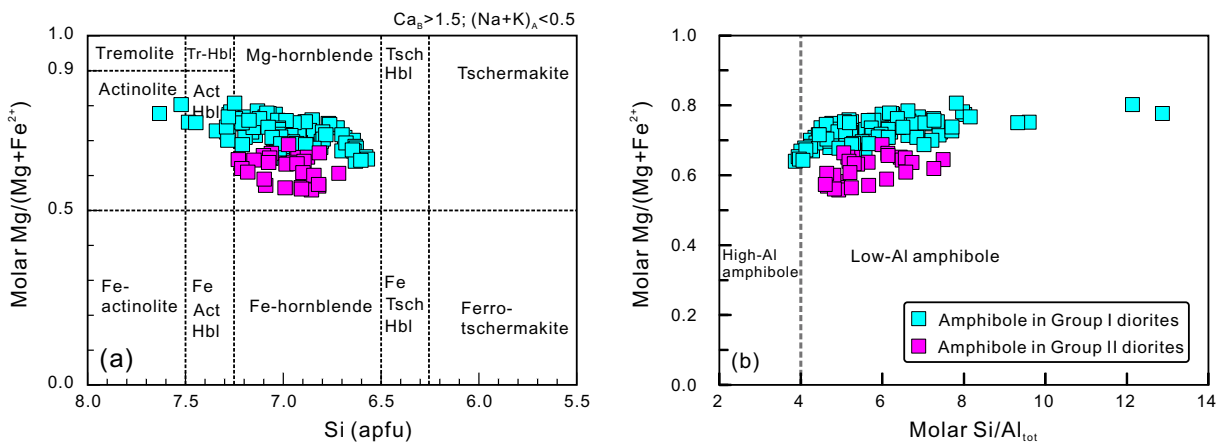 Ca_B>1.5; (Na+K)_A<0.5
Molar Mg/(Mg+Fe²⁺)
1.0
0.9
0.5
0.0
Tremolite
Tr-Hbl
Mg-hornblende
Tsch
Hbl
Tschermakite
Actinolite
Act
Hbl
Fe-
actinolite
Fe
Act
Hbl
Fe-hornblende
Fe
Tsch
Hbl
Ferro-
tschermakite
(a)
8.0 7.5 7.0 6.5 6.0 5.5
Si (apfu)
Molar Mg/(Mg+Fe²⁺)
1.0
0.8
0.6
0.4
0.2
0.0
High-Al
amphibole
Low-Al amphibole
Amphibole in Group I diorites
Amphibole in Group II diorites
(b)
2 4 6 8 10 12 14
Molar Si/Al_tot